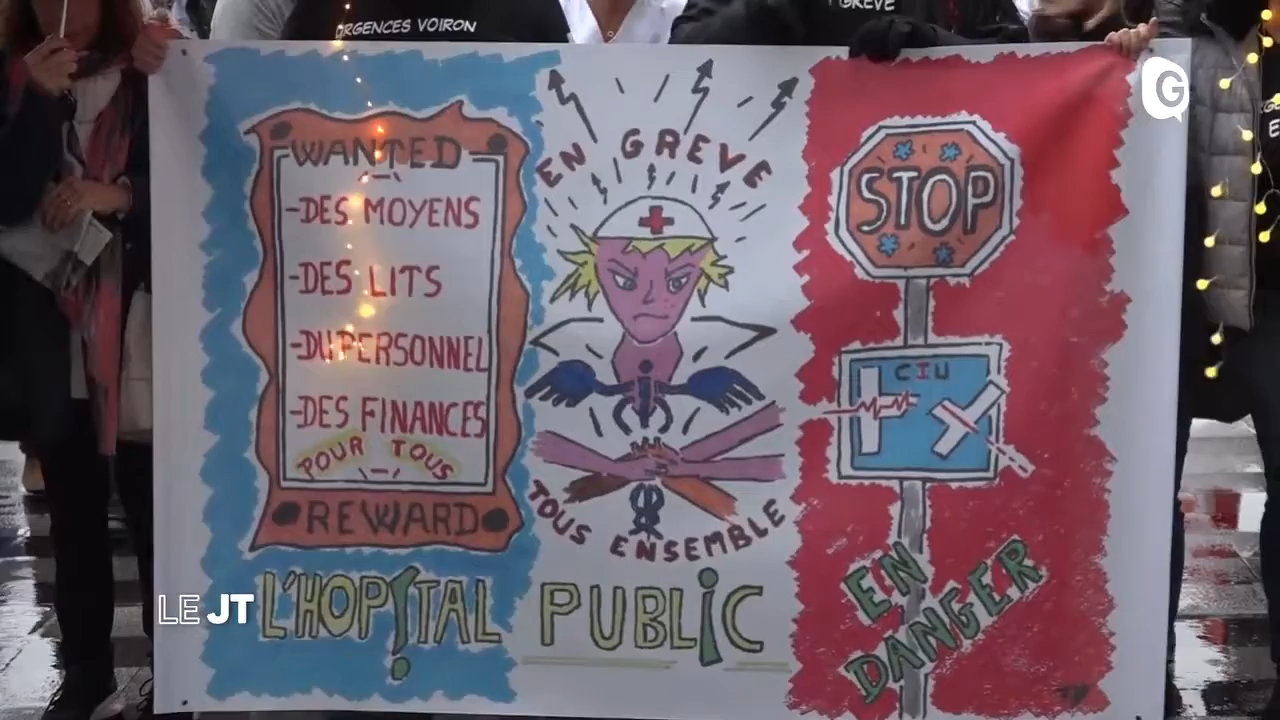 URGENCES VOIRON
GREVE
G
WANTED
-DES MOYENS
-DES LITS
-DU PERSONNEL
-DES FINANCES
POUR TOUS
REWARD
EN GREVE
TOUS ENSEMBLE
STOP
CIU
EN
DANGER
L'HOPITAL PUBLIC
LE JT